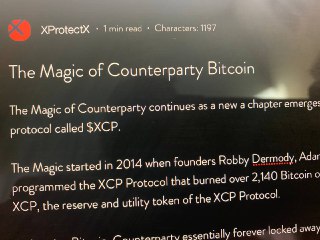 XProtectX · 1 min read · Characters: 1197
The Magic of Counterparty Bitcoin
The Magic of Counterparty continues as a new a chapter emerges
protocol called $XCP.
The Magic started in 2014 when founders Robby Dermody, Adam
programmed the XCP Protocol that burned over 2,140 Bitcoin o
XCP, the reserve and utility token of the XCP Protocol.
Counterparty essentially forever locked away